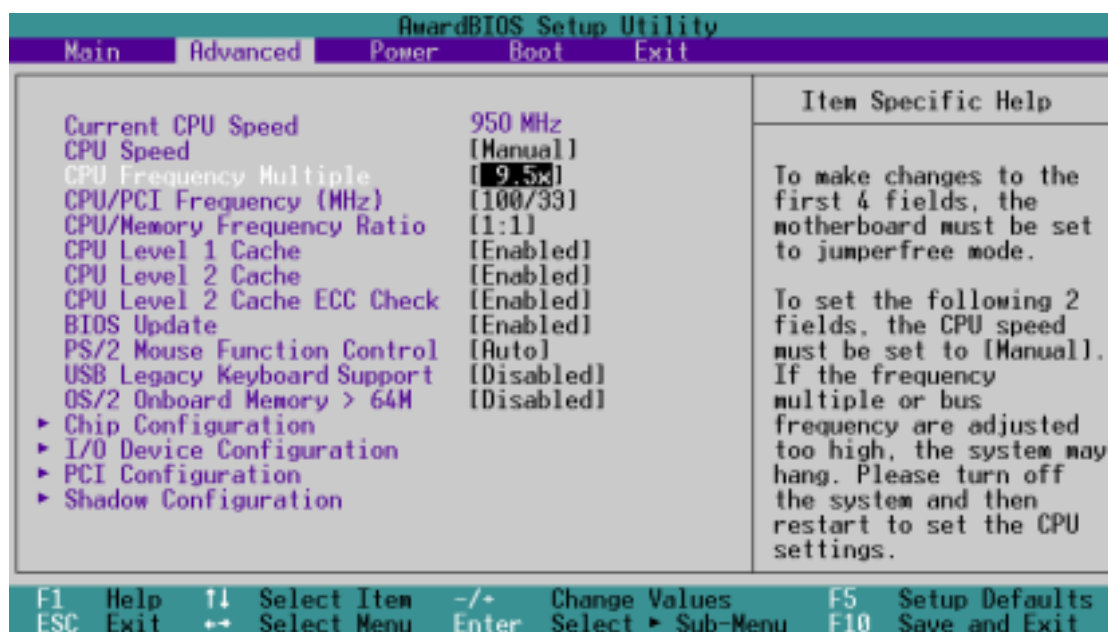 AwardBIOS Setup Utility
Main Advanced Power Boot Exit
Current CPU Speed 950 MHz
CPU Speed [Manual]
CPU Frequency Multiple [ 9.5x]
CPU/PCI Frequency (MHz) [100/33]
CPU/Memory Frequency Ratio [1:1]
CPU Level 1 Cache [Enabled]
CPU Level 2 Cache [Enabled]
CPU Level 2 Cache ECC Check [Enabled]
BIOS Update [Enabled]
PS/2 Mouse Function Control [Auto]
USB Legacy Keyboard Support [Disabled]
OS/2 Onboard Memory > 64M [Disabled]
▶ Chip Configuration
▶ I/O Device Configuration
▶ PCI Configuration
▶ Shadow Configuration
Item Specific Help
To make changes to the
first 4 fields, the
motherboard must be set
to jumperfree mode.
To set the following 2
fields, the CPU speed
must be set to [Manual].
If the frequency
multiple or bus
frequency are adjusted
too high, the system may
hang. Please turn off
the system and then
restart to set the CPU
settings.
F1 Help ↑↓ Select Item -/+ Change Values F5 Setup Defaults
ESC Exit ←→ Select Menu Enter Select ▶ Sub-Menu F10 Save and Exit